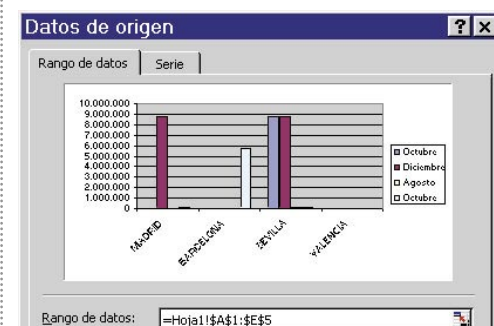 Datos de origen
Rango de datos
Serie
10.000.000
9.000.000
8.000.000
7.000.000
6.000.000
5.000.000
4.000.000
3.000.000
2.000.000
1.000.000
0
MADRID
BARCELONA
SEVILLA
VALENCIA
Octubre
Diciembre
Agosto
Octubre
Rango de datos: =Hoja1!$A$1:$E$5